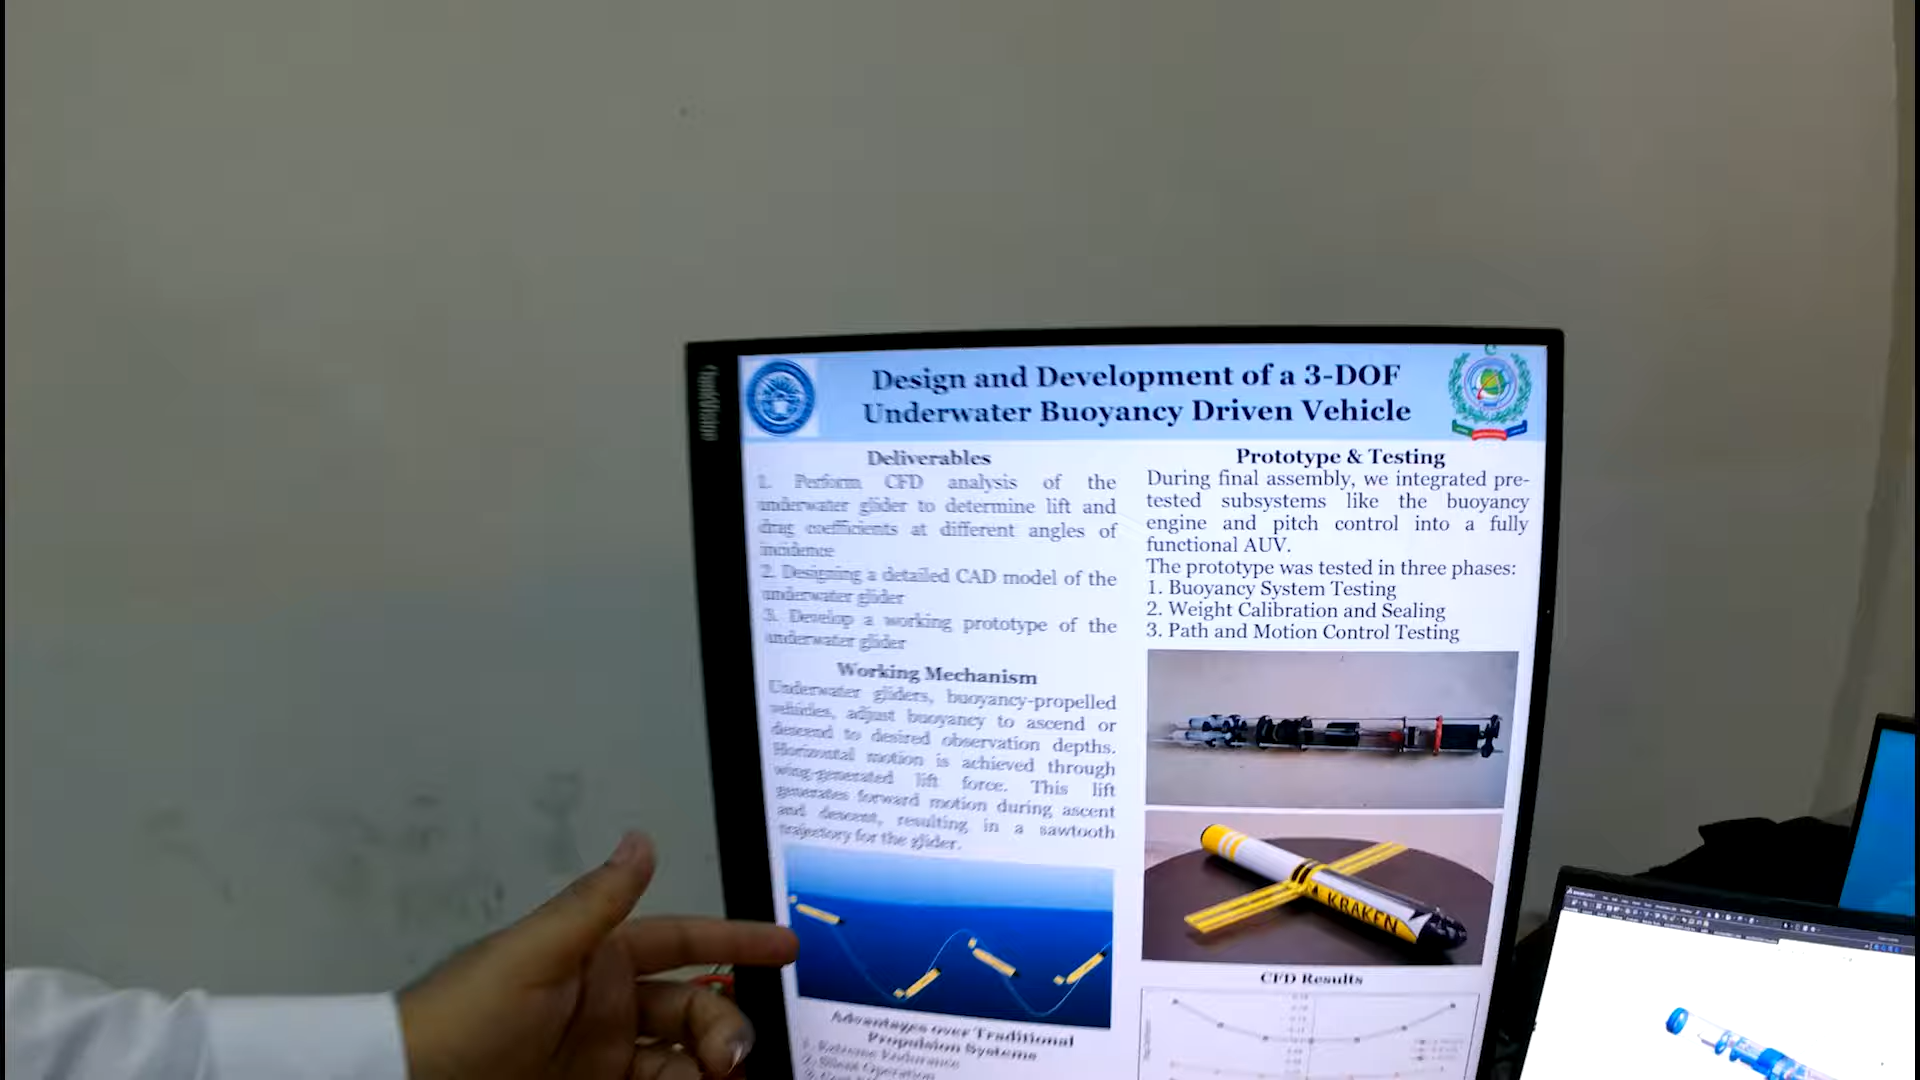 Design and Development of a 3-DOF
Underwater Buoyancy Driven Vehicle
Deliverables
1. Perform CFD analysis of the
underwater glider to determine lift and
drag coefficients at different angles of
incidence
2. Designing a detailed CAD model of the
underwater glider
3. Develop a working prototype of the
underwater glider
Working Mechanism
Underwater gliders, buoyancy-propelled
vehicles, adjust buoyancy to ascend or
descend to desired observation depths.
Horizontal motion is achieved through
wing-generated lift force. This lift
generates forward motion during ascent
and descent, resulting in a sawtooth
trajectory for the glider.
Advantages over Traditional
Propulsion Systems
1. Extreme Endurance
2. Silent Operation
Prototype & Testing
During final assembly, we integrated pre-
tested subsystems like the buoyancy
engine and pitch control into a fully
functional AUV.
The prototype was tested in three phases:
1. Buoyancy System Testing
2. Weight Calibration and Sealing
3. Path and Motion Control Testing
KRAKEN
CFD Results